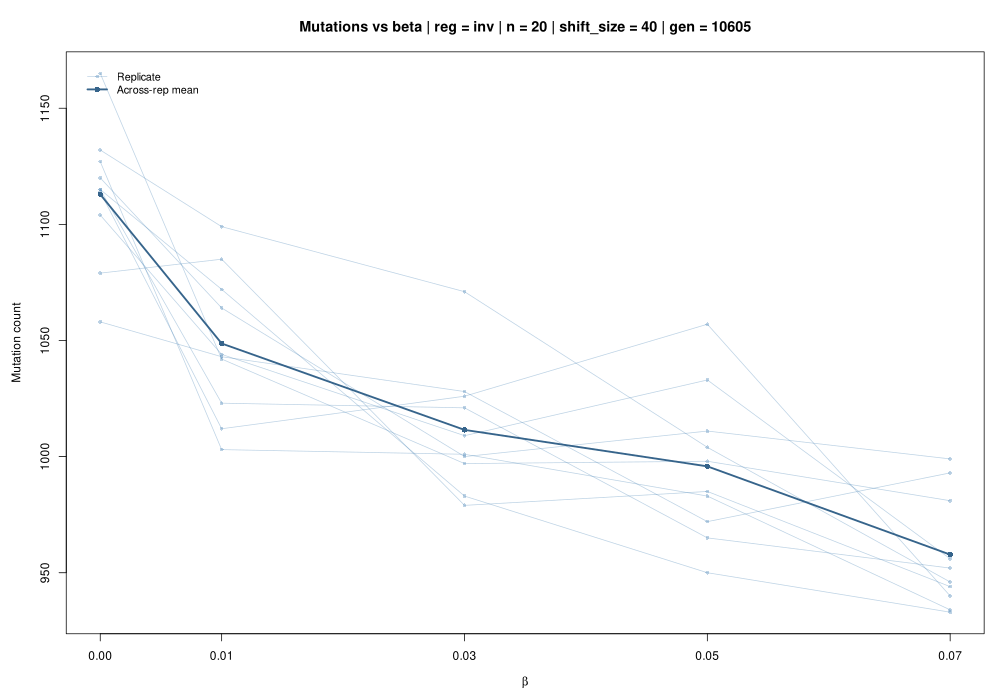 Mutations vs beta | reg = inv | n = 20 | shift_size = 40 | gen = 10605
Replicate
Across-rep mean
1150
1100
1050
1000
950
Mutation count
0.00 0.01 0.03 0.05 0.07
β